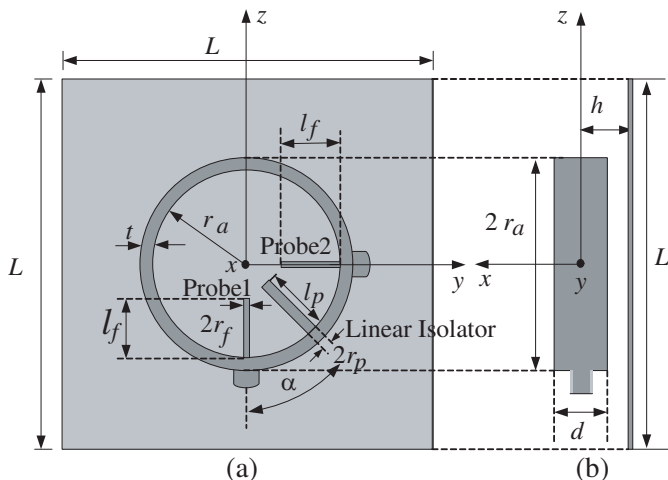 z
z
L
h
l_f
r_a
t
2 r_a
Probe2
L
x
y
x
y
L
Probe1
l_p
l_f
2r_f
Linear Isolator
2r_p
α
d
(a)
(b)